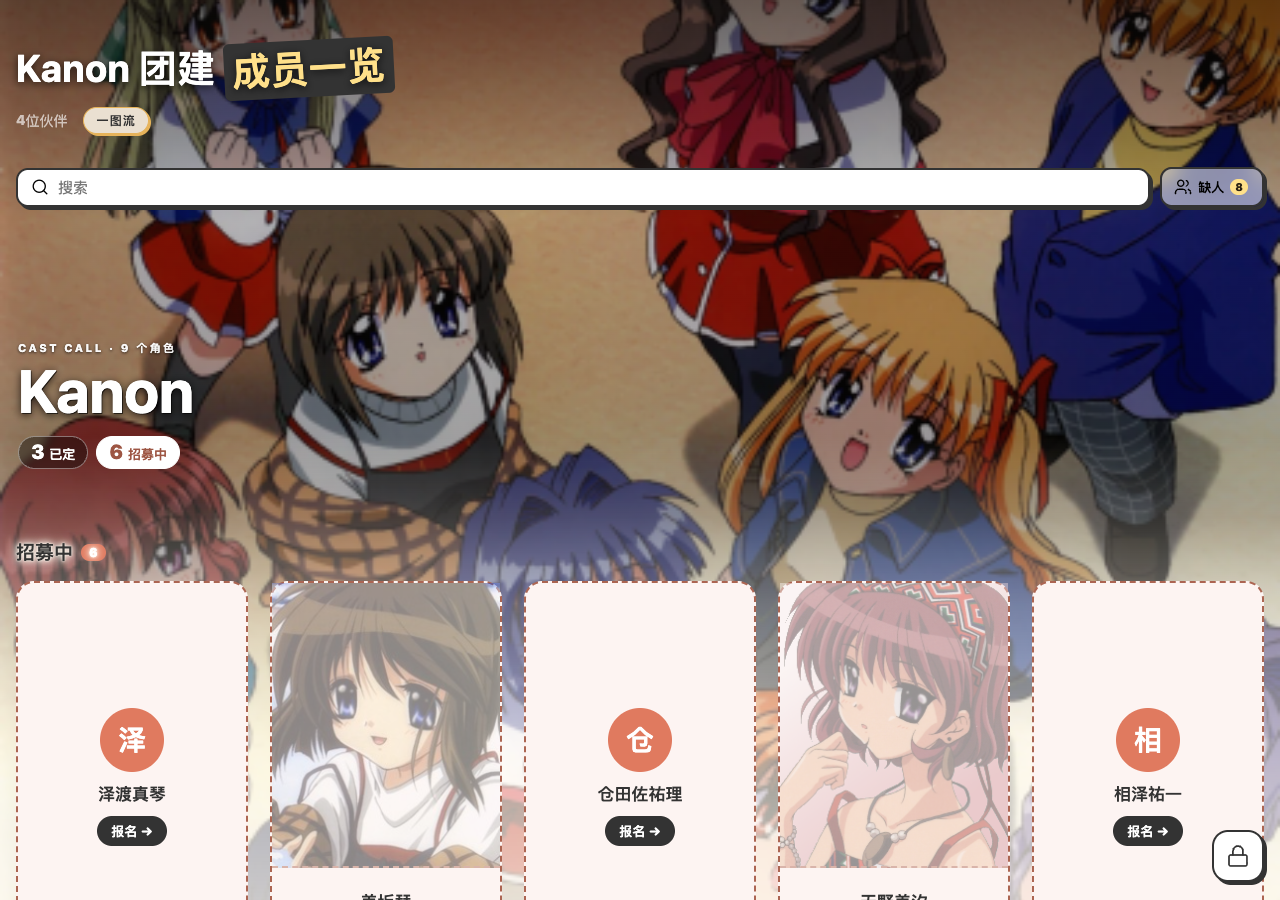 Kanon 团建 成员一览
4位伙伴 一图流
搜索 缺人 8
CAST CALL · 9 个角色
Kanon
3 已定 6 招募中
招募中 6
泽 仓 相
泽渡真琴 仓田佐祐理 相泽祐一
报名 → 报名 → 报名 →